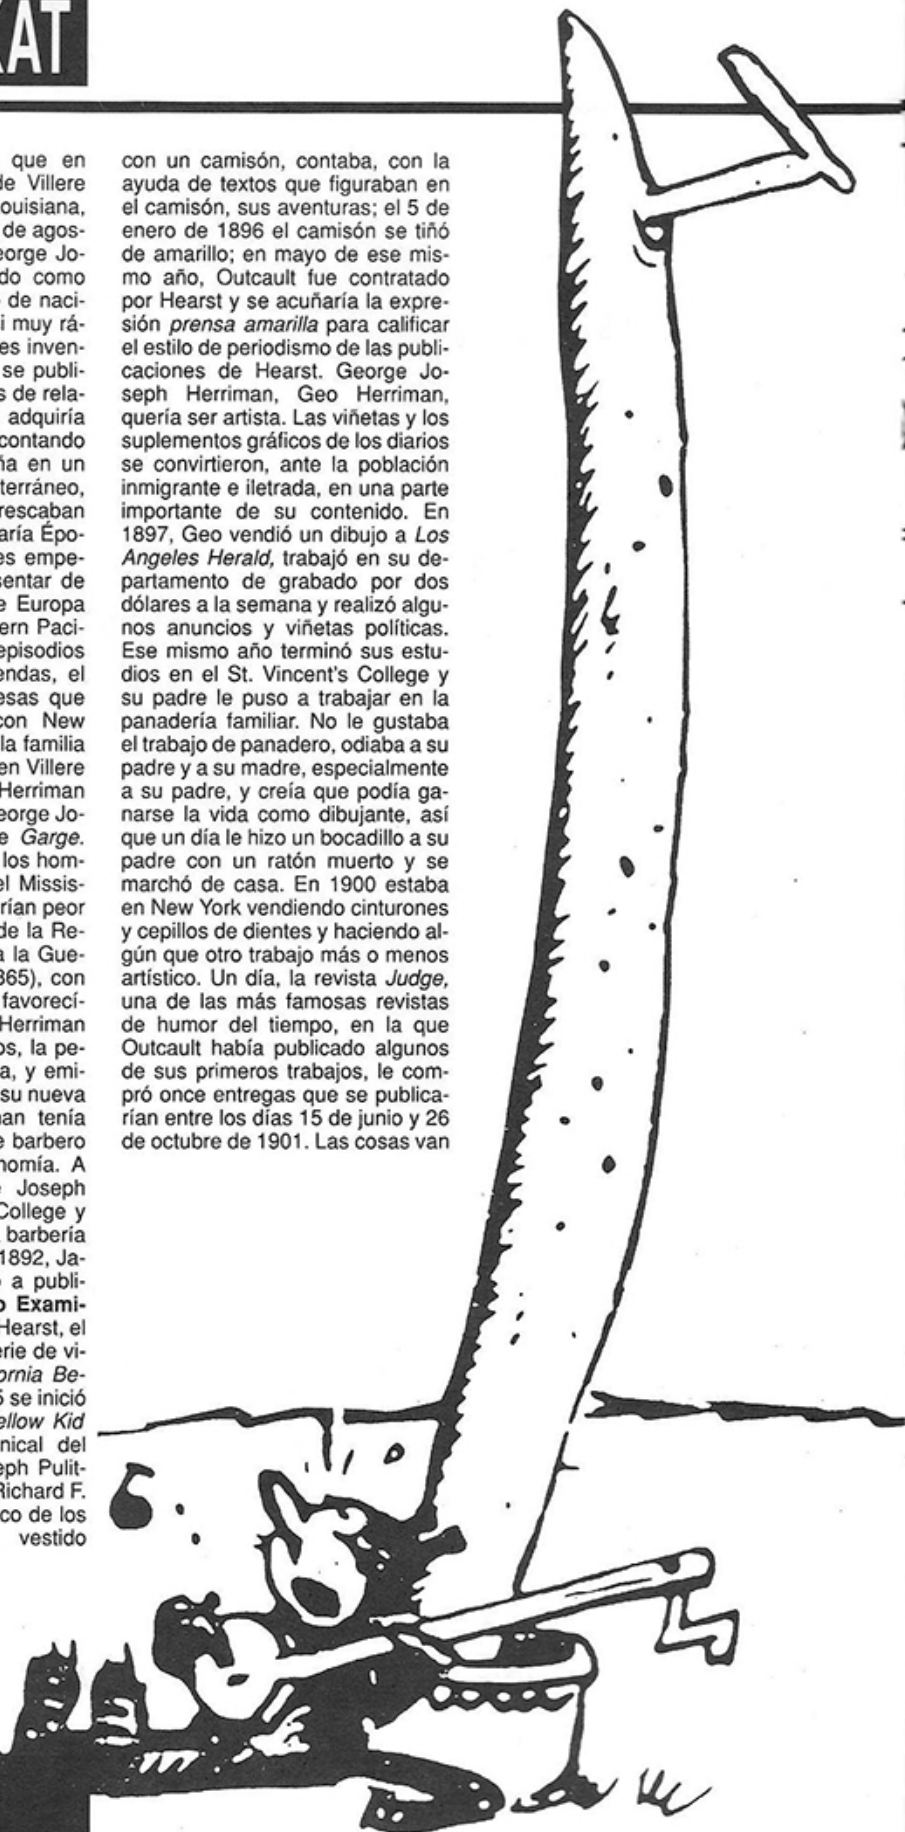 KAT
que en
de Villere
ouisiana,
de agos-
eorge Jo-
do como
de naci-
i muy rá-
es inven-
se publi-
s de rela-
adquiría
contando
ña en un
terráneo,
rescaban
aría Épo-
es empe-
sentar de
e Europa
ern Paci-
episodios
endas, el
esas que
con New
la familia
en Villere
Herriman
eorge Jo-
e Garge.
los hom-
el Missis-
rían peor
de la Re-
a la Gue-
865), con
favorecí-
Herriman
os, la pe-
a, y emi-
su nueva
nan tenía
e barbero
nomía. A
Joseph
College y
barbería
1892, Ja-
a publi-
o Exami-
Hearst, el
erie de vi-
ornia Be-
5 se inició
ellow Kid
nical del
eph Pulit-
Richard F.
co de los
vestido
con un camisón, contaba, con la
ayuda de textos que figuraban en
el camisón, sus aventuras; el 5 de
enero de 1896 el camisón se tiñó
de amarillo; en mayo de ese mis-
mo año, Outcault fue contratado
por Hearst y se acuñaría la expre-
sión prensa amarilla para calificar
el estilo de periodismo de las publi-
caciones de Hearst. George Jo-
seph Herriman, Geo Herriman,
quería ser artista. Las viñetas y los
suplementos gráficos de los diarios
se convirtieron, ante la población
inmigrante e iletrada, en una parte
importante de su contenido. En
1897, Geo vendió un dibujo a Los
Angeles Herald, trabajó en su de-
partamento de grabado por dos
dólares a la semana y realizó algu-
nos anuncios y viñetas políticas.
Ese mismo año terminó sus estu-
dios en el St. Vincent's College y
su padre le puso a trabajar en la
panadería familiar. No le gustaba
el trabajo de panadero, odiaba a su
padre y a su madre, especialmente
a su padre, y creía que podía ga-
narse la vida como dibujante, así
que un día le hizo un bocadillo a su
padre con un ratón muerto y se
marchó de casa. En 1900 estaba
en New York vendiendo cinturones
y cepillos de dientes y haciendo al-
gún que otro trabajo más o menos
artístico. Un día, la revista Judge,
una de las más famosas revistas
de humor del tiempo, en la que
Outcault había publicado algunos
de sus primeros trabajos, le com-
pró once entregas que se publica-
rían entre los días 15 de junio y 26
de octubre de 1901. Las cosas van